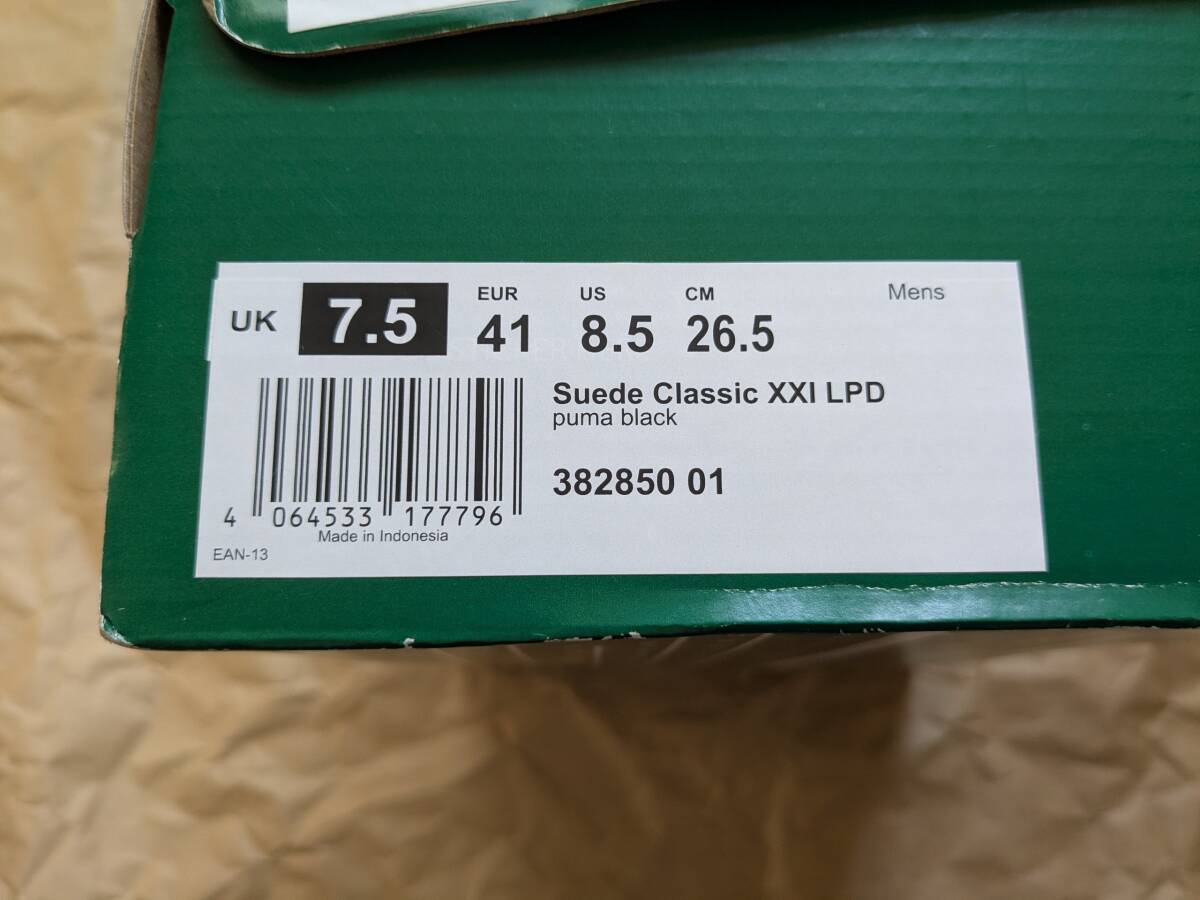 EUR US CM Mens
UK 7.5 41 8.5 26.5
Suede Classic XXI LPD
puma black
382850 01
4 064533 177796
Made in Indonesia
EAN-13